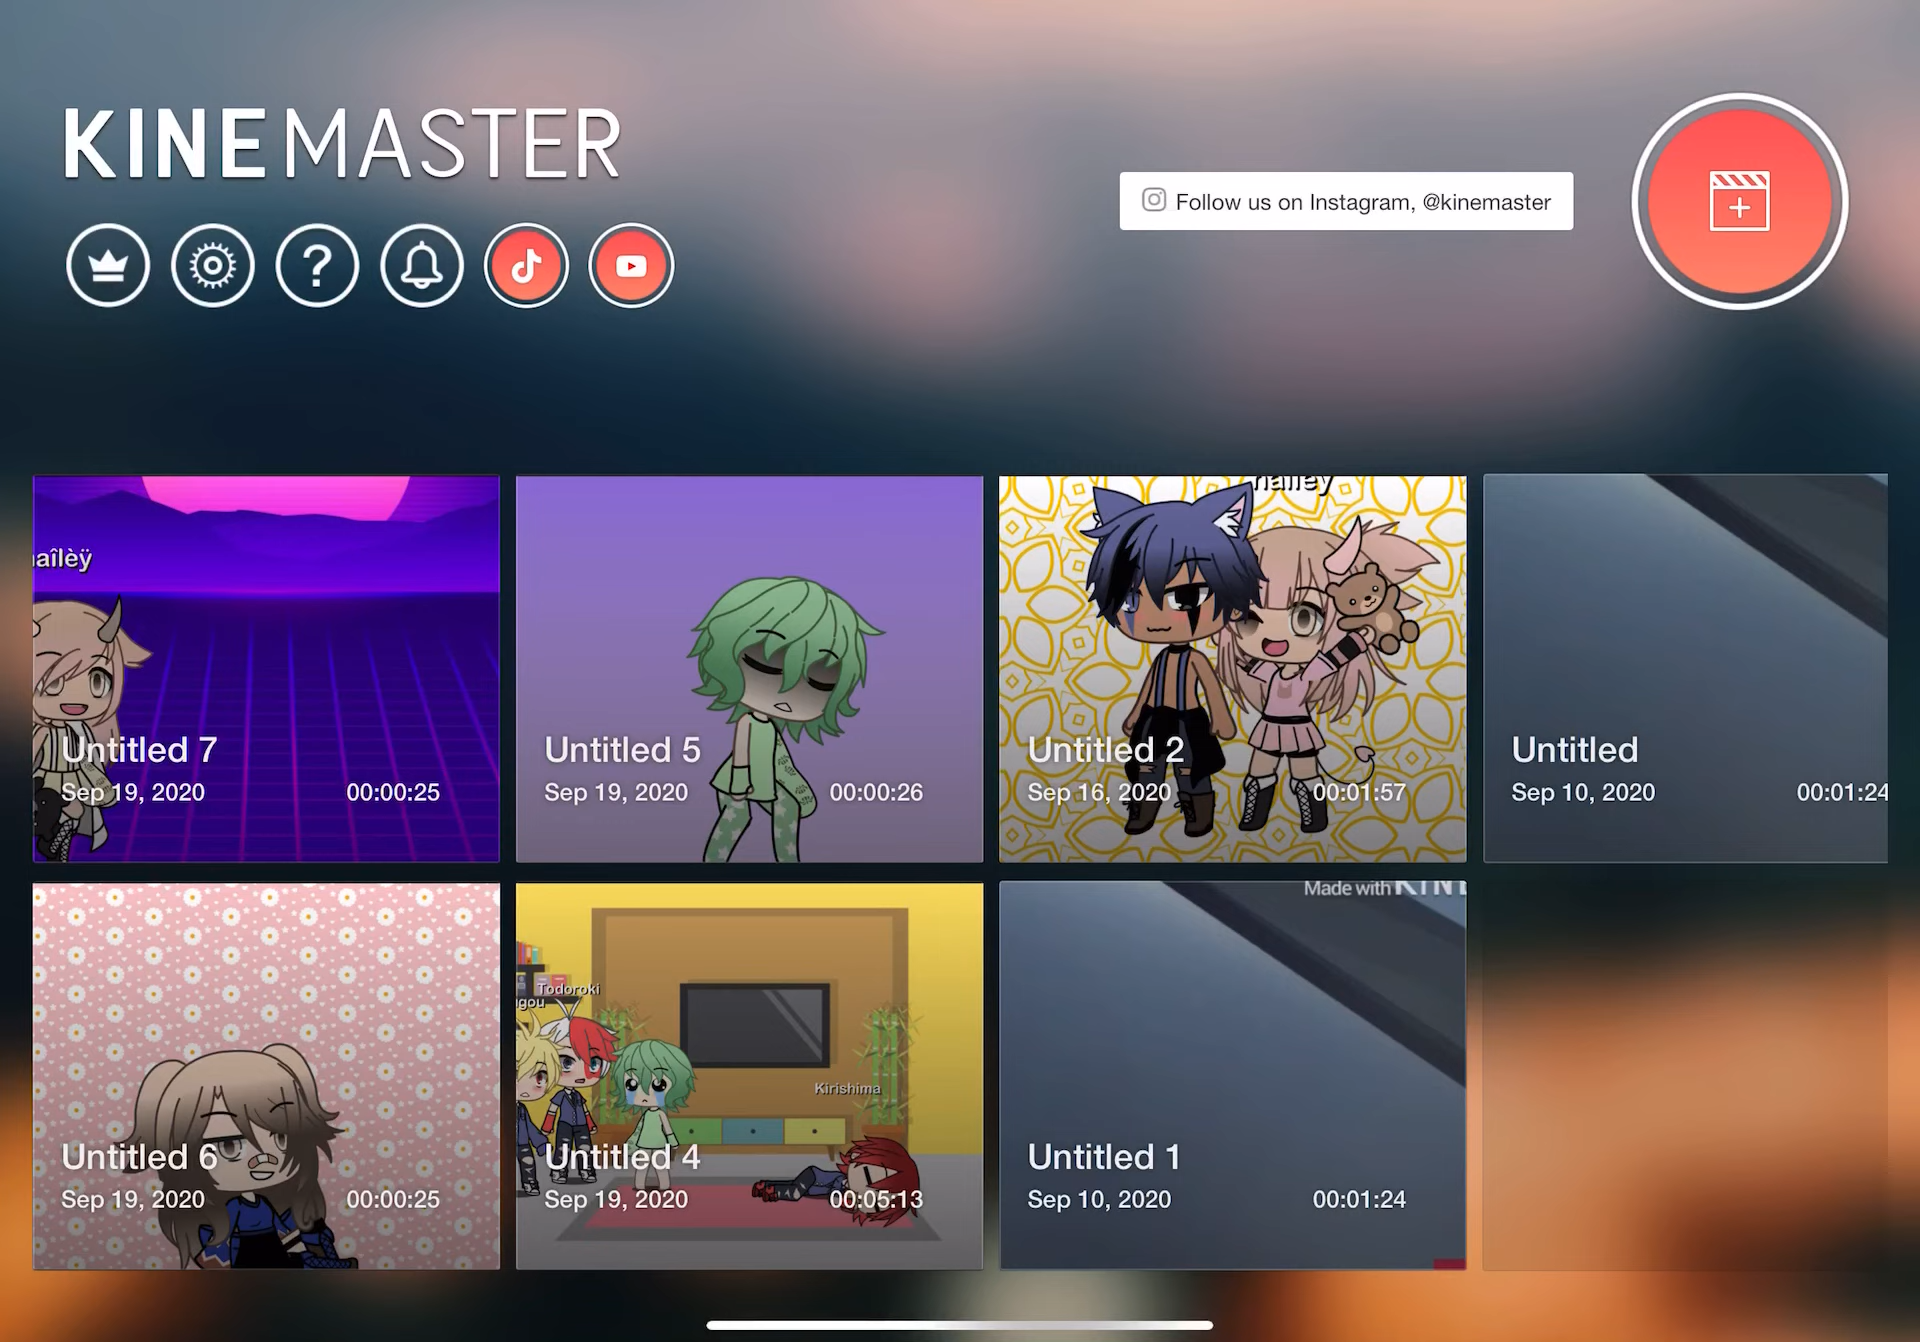 KINEMASTER
Follow us on Instagram, @kinemaster
aîlèÿ
Untitled 7
Sep 19, 2020
00:00:25
Untitled 5
Sep 19, 2020
00:00:26
hailey
Untitled 2
Sep 16, 2020
00:01:57
Untitled
Sep 10, 2020
00:01:24
Untitled 6
Sep 19, 2020
00:00:25
Todoroki
gou
Kirishima
Untitled 4
Sep 19, 2020
00:05:13
Made with KINE
Untitled 1
Sep 10, 2020
00:01:24